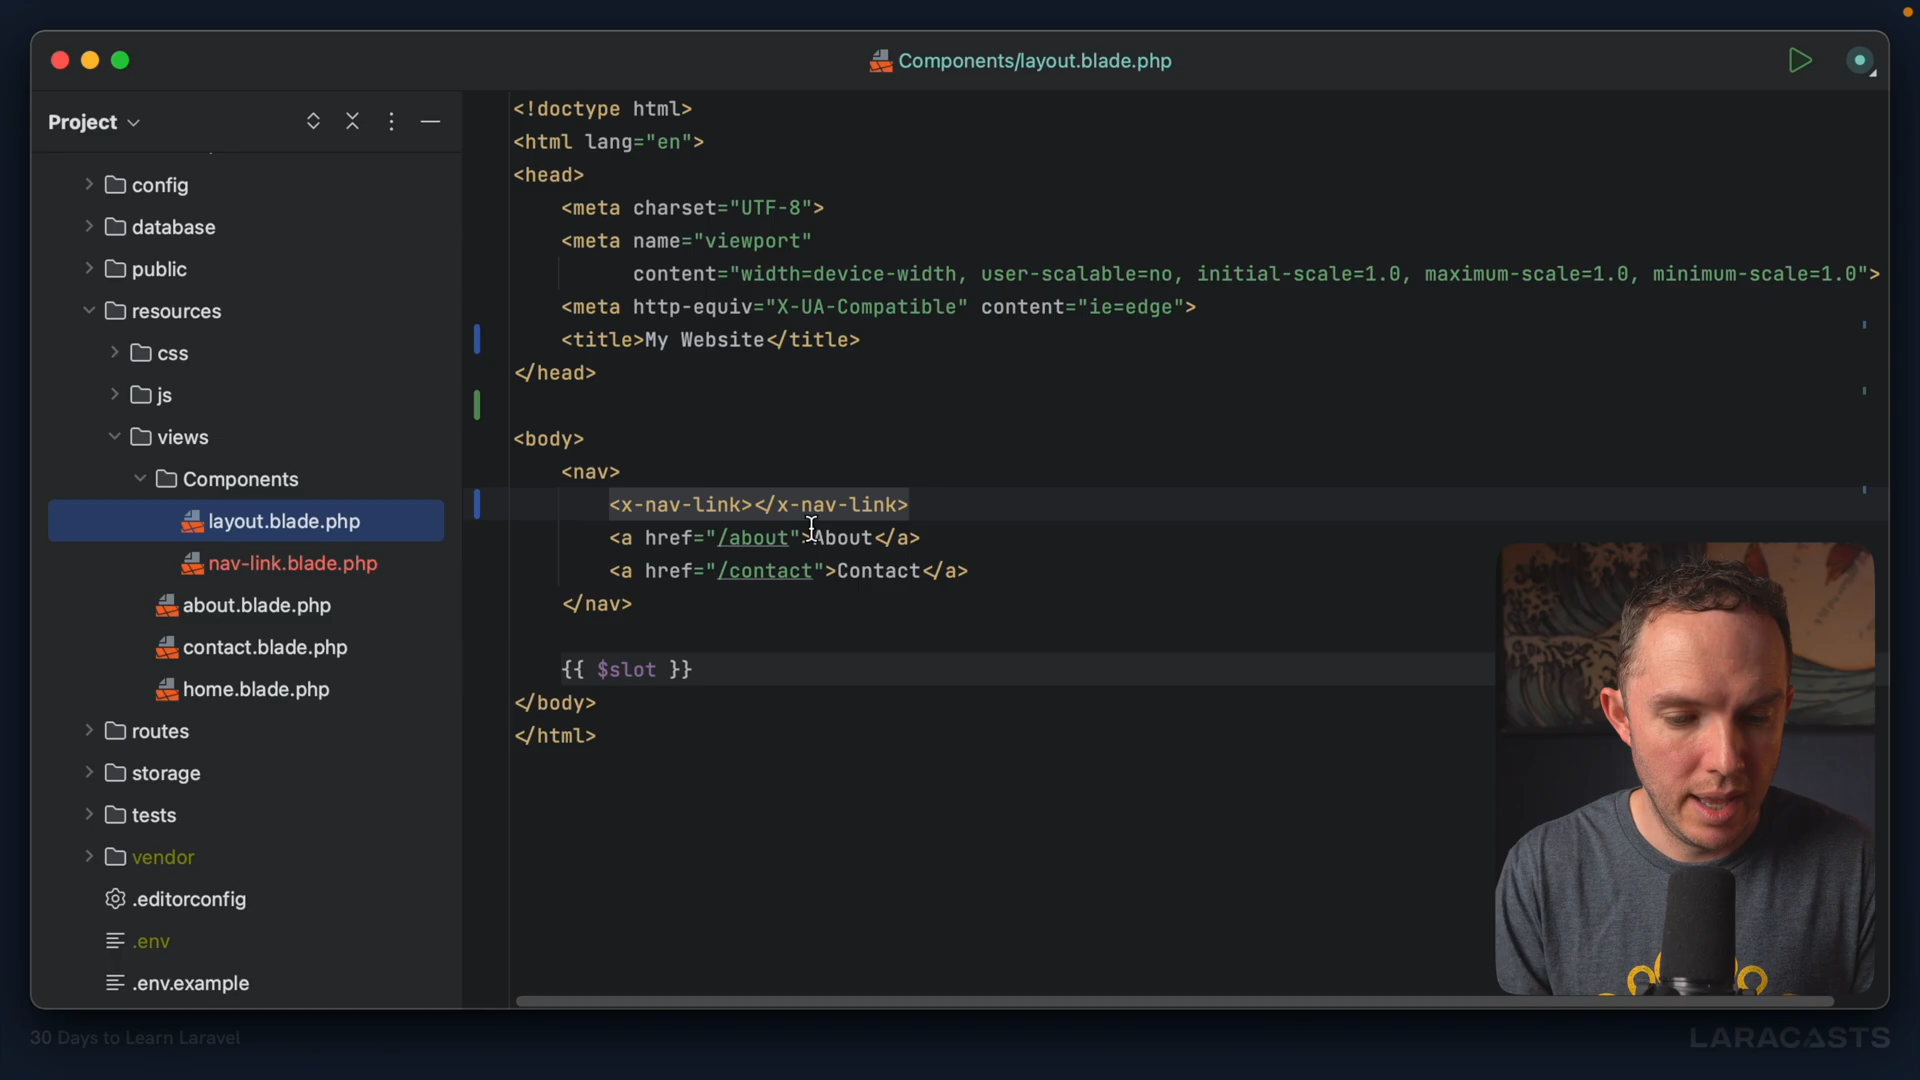 Components/layout.blade.php
Project
config
database
public
resources
css
js
views
Components
layout.blade.php
nav-link.blade.php
about.blade.php
contact.blade.php
home.blade.php
routes
storage
tests
vendor
.editorconfig
.env
.env.example
<!doctype html>
<html lang="en">
<head>
<meta charset="UTF-8">
<meta name="viewport"
content="width=device-width, user-scalable=no, initial-scale=1.0, maximum-scale=1.0, minimum-scale=1.0">
<meta http-equiv="X-UA-Compatible" content="ie=edge">
<title>My Website</title>
</head>
<body>
<nav>
<x-nav-link></x-nav-link>
<a href="/about">About</a>
<a href="/contact">Contact</a>
</nav>
{{ $slot }}
</body>
</html>
30 Days to Learn Laravel
LARACASTS